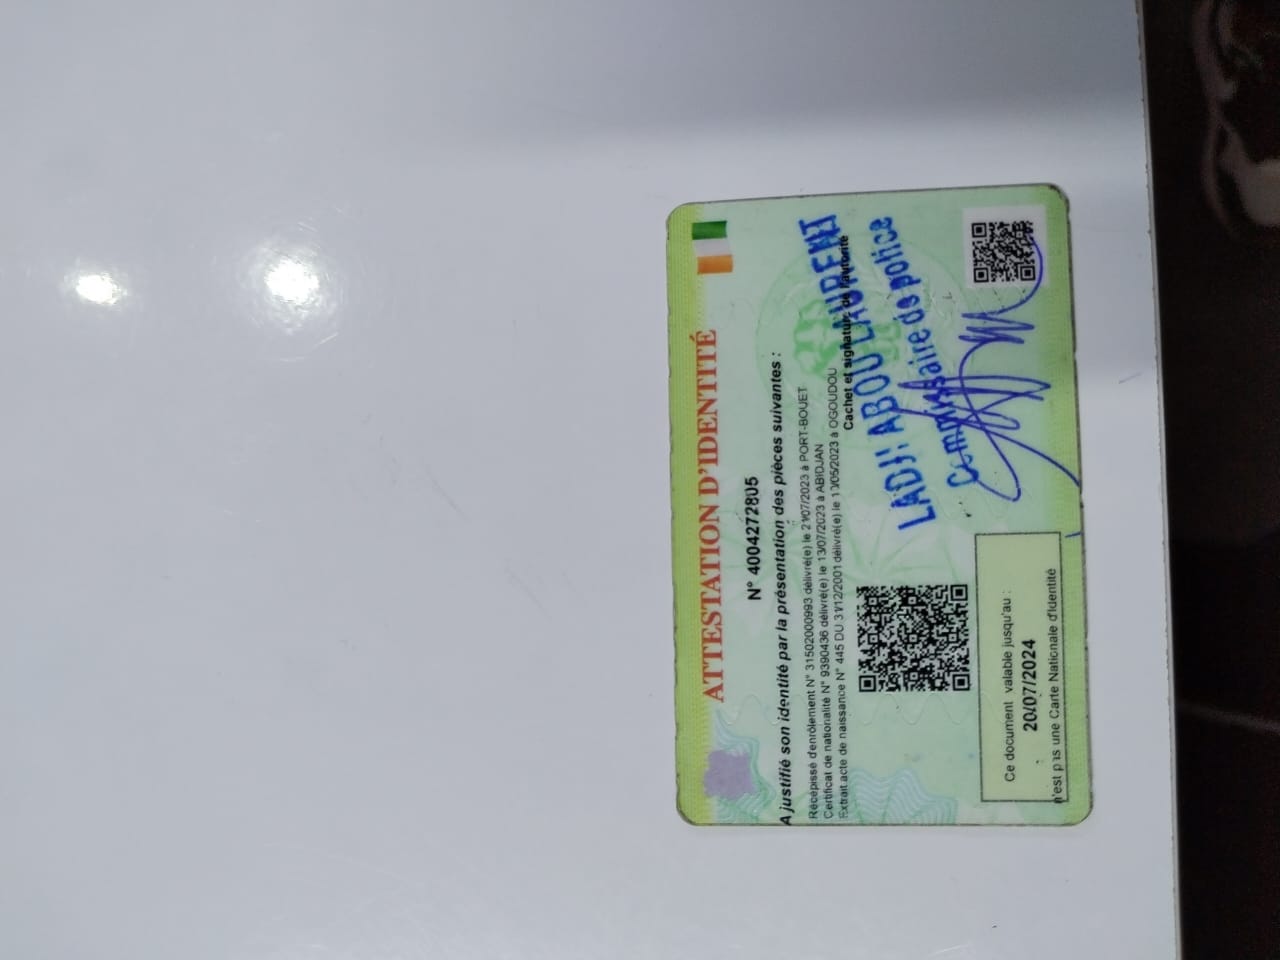 ATTESTATION D'IDENTITÉ
N° 4004272805
A justifié son identité par la présentation des pièces suivantes :
Récépissé d'enrôlement N° 31502000993 délivré(e) le 21/07/2023 à PORT-BOUET
Certificat de nationalité N° 9390436 délivré(e) le 13/07/2023 à ABIDJAN
Extrait acte de naissance N° 445 DU 31/12/2001 délivré(e) le /05/2023 à OGOUDOU
Cachet et signature de l'autorité
LADJI ABOU LAURENT
Commissaire de police
Ce document valable jusqu'au :
20/07/2024
n'est pas une Carte Nationale d'Identité